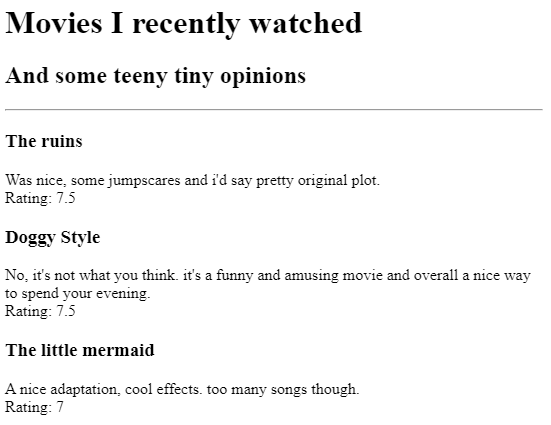 Movies I recently watched
And some teeny tiny opinions
The ruins
Was nice, some jumpscares and i'd say pretty original plot.
Rating: 7.5
Doggy Style
No, it's not what you think. it's a funny and amusing movie and overall a nice way
to spend your evening.
Rating: 7.5
The little mermaid
A nice adaptation, cool effects. too many songs though.
Rating: 7